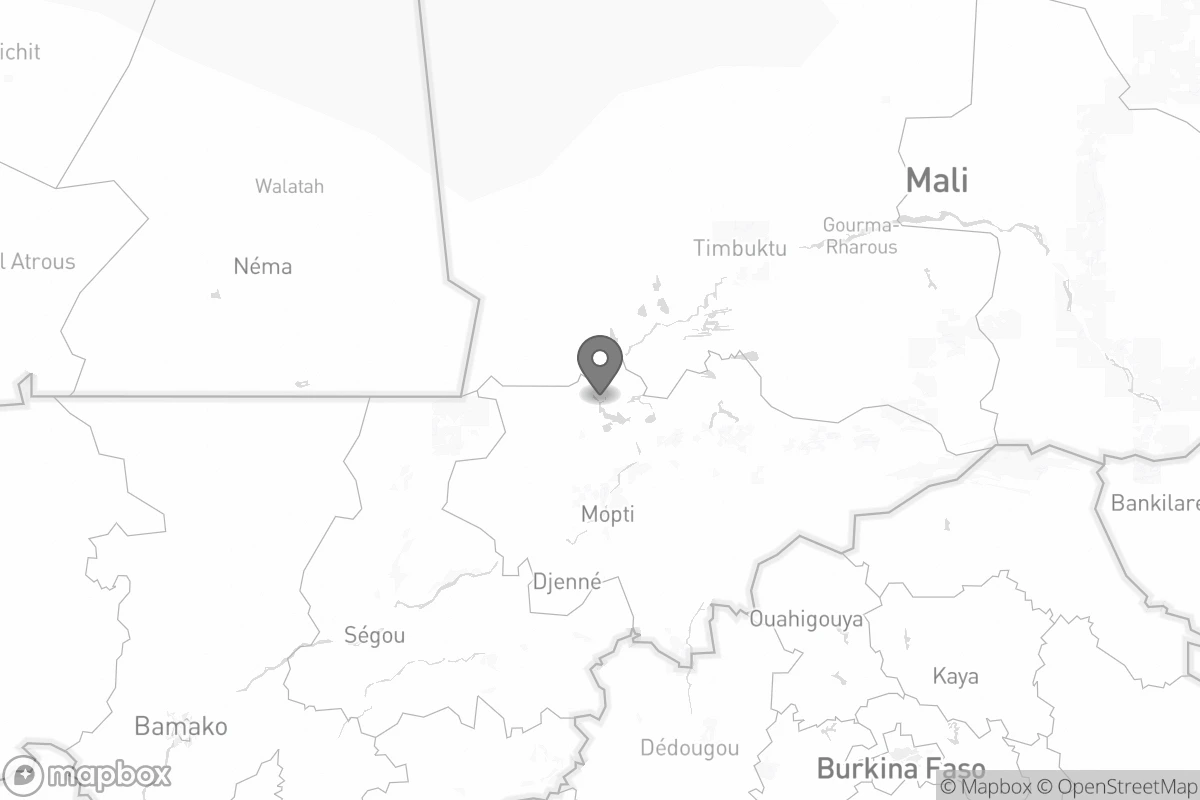 ichit
Walatah
Mali
Gourma-
Rharous
Timbuktu
l Atrous
Néma
Mopti
Bankilare
Djenné
Ouahigouya
Ségou
Kaya
Bamako
Dédougou
Burkina Faso
mapbox
© Mapbox © OpenStreetMap